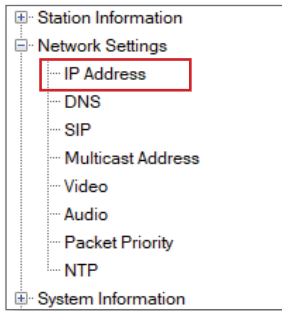 Station Information
Network Settings
IP Address
DNS
SIP
Multicast Address
Video
Audio
Packet Priority
NTP
System Information